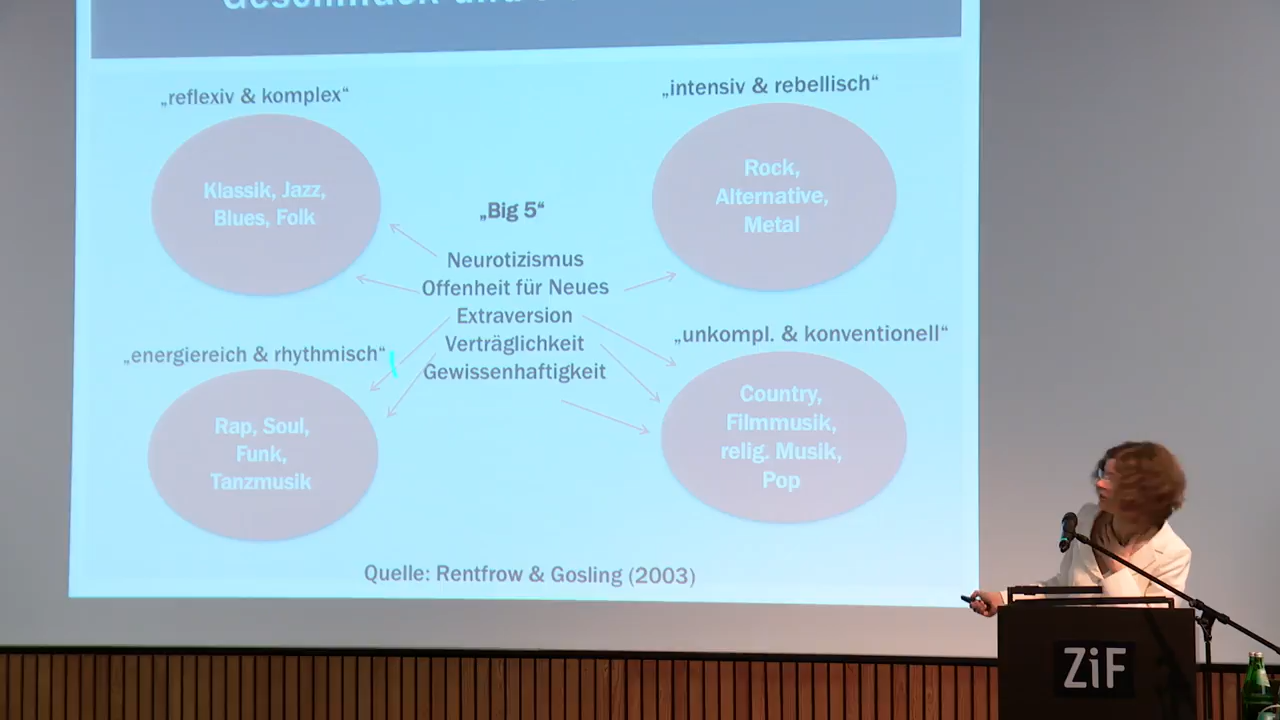 Geschmack und
„reflexiv & komplex“
Klassik, Jazz,
Blues, Folk
„intensiv & rebellisch“
Rock,
Alternative,
Metal
„Big 5“
Neurotizismus
Offenheit für Neues
Extraversion
Verträglichkeit
Gewissenhaftigkeit
„energiereich & rhythmisch“
Rap, Soul,
Funk,
Tanzmusik
„unkompl. & konventionell“
Country,
Filmmusik,
relig. Musik,
Pop
Quelle: Rentfrow & Gosling (2003)
ZiF